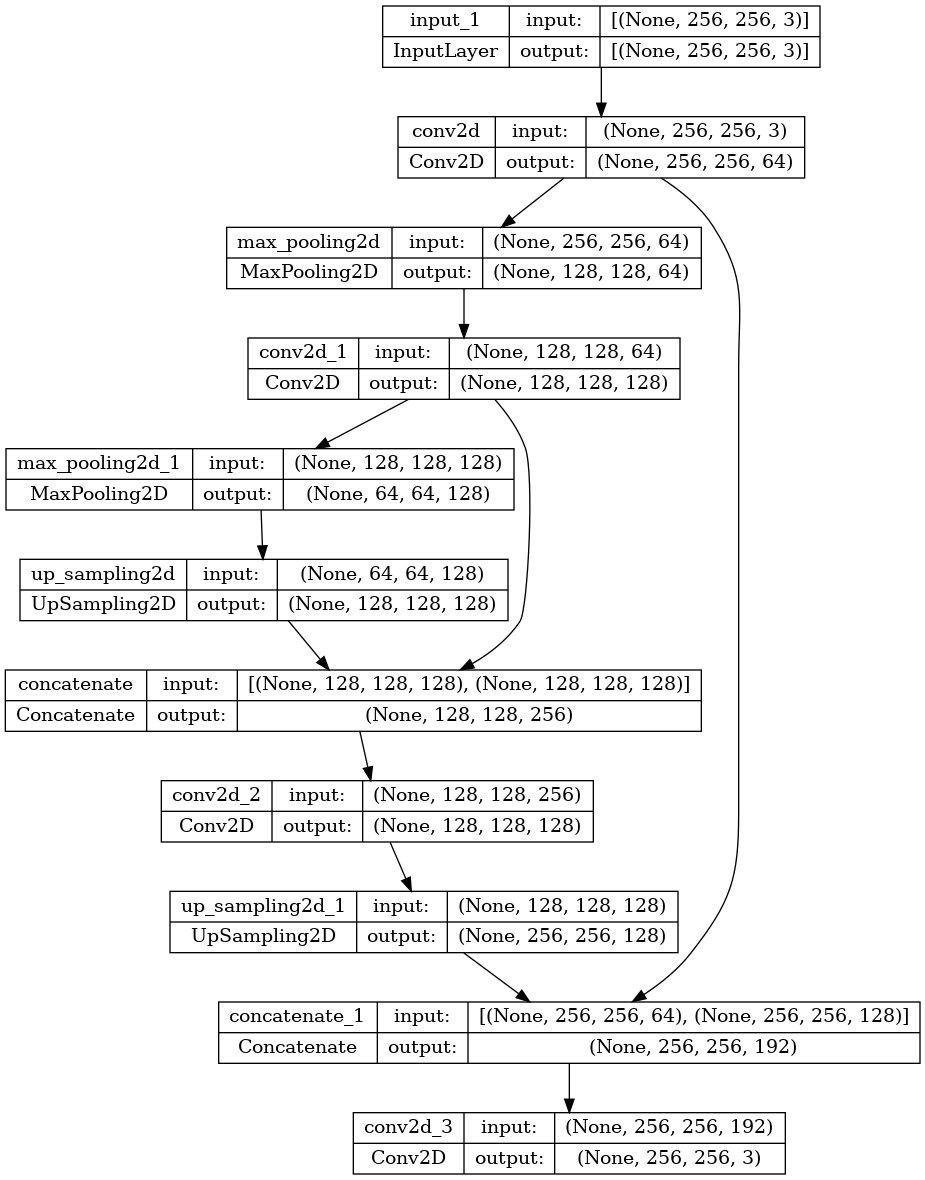 input_1 input: [(None, 256, 256, 3)]
InputLayer output: [(None, 256, 256, 3)]
conv2d input: (None, 256, 256, 3)
Conv2D output: (None, 256, 256, 64)
max_pooling2d input: (None, 256, 256, 64)
MaxPooling2D output: (None, 128, 128, 64)
conv2d_1 input: (None, 128, 128, 64)
Conv2D output: (None, 128, 128, 128)
max_pooling2d_1 input: (None, 128, 128, 128)
MaxPooling2D output: (None, 64, 64, 128)
up_sampling2d input: (None, 64, 64, 128)
UpSampling2D output: (None, 128, 128, 128)
concatenate input: [(None, 128, 128, 128), (None, 128, 128, 128)]
Concatenate output: (None, 128, 128, 256)
conv2d_2 input: (None, 128, 128, 256)
Conv2D output: (None, 128, 128, 128)
up_sampling2d_1 input: (None, 128, 128, 128)
UpSampling2D output: (None, 256, 256, 128)
concatenate_1 input: [(None, 256, 256, 64), (None, 256, 256, 128)]
Concatenate output: (None, 256, 256, 192)
conv2d_3 input: (None, 256, 256, 192)
Conv2D output: (None, 256, 256, 3)